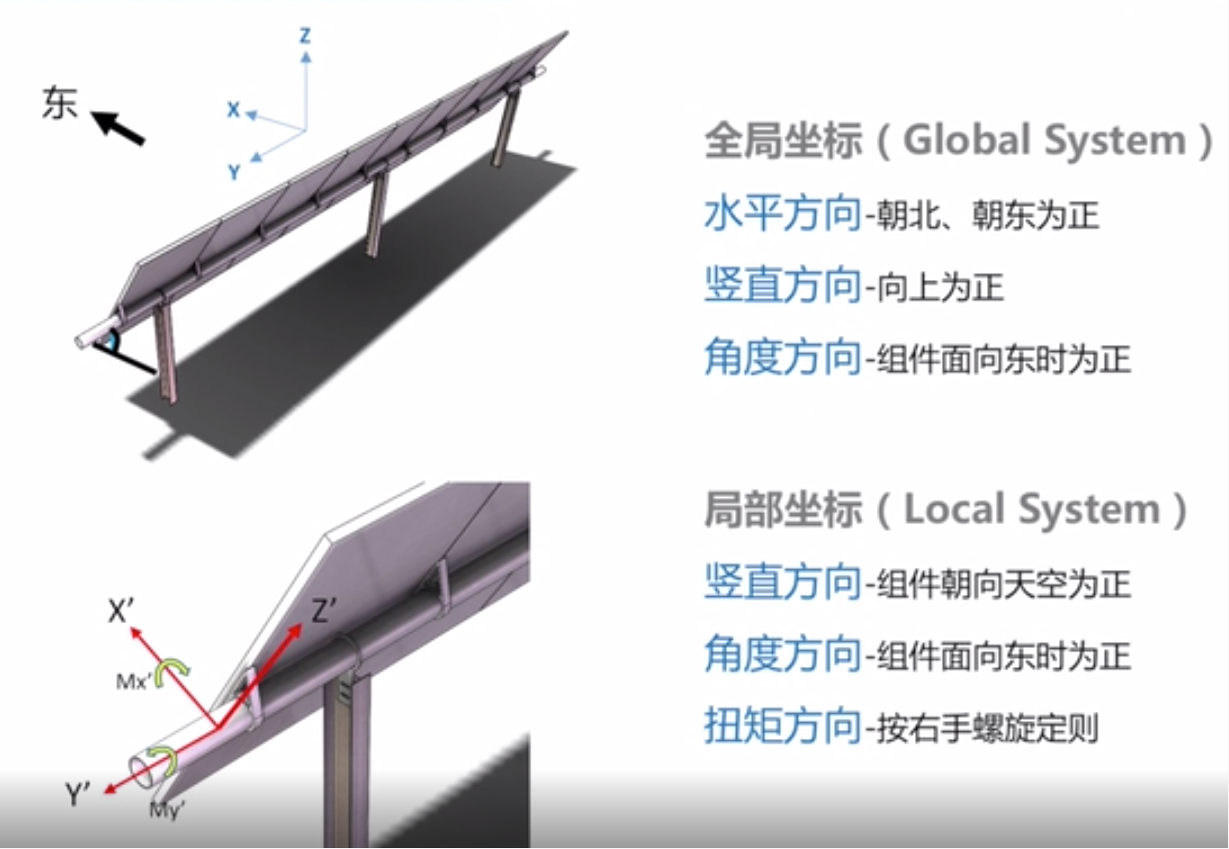 东
Z
X
Y
全局坐标（Global System）
水平方向-朝北、朝东为正
竖直方向-向上为正
角度方向-组件面向东时为正
X’
Z’
Mx’
Y’
My’
局部坐标（Local System）
竖直方向-组件朝向天空为正
角度方向-组件面向东时为正
扭矩方向-按右手螺旋定则